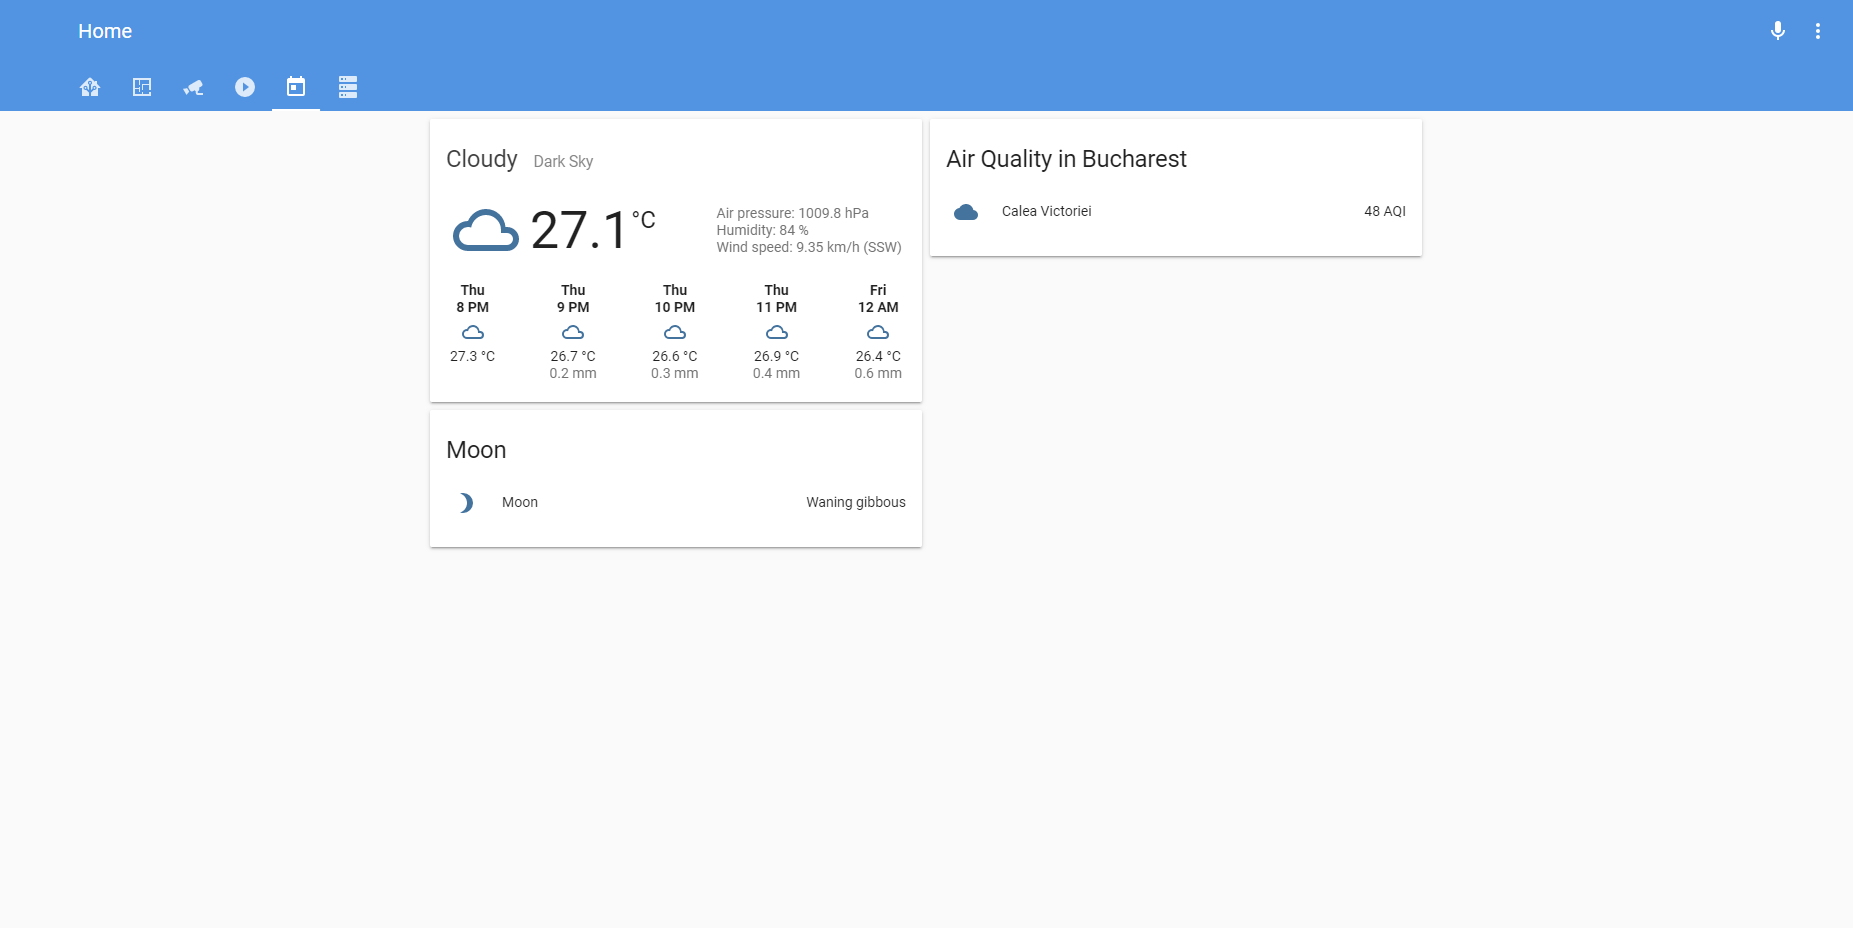 Home
Cloudy Dark Sky
27.1 °C
Air pressure: 1009.8 hPa
Humidity: 84 %
Wind speed: 9.35 km/h (SSW)
Thu Thu Thu Thu Fri
8 PM 9 PM 10 PM 11 PM 12 AM
27.3 °C 26.7 °C 26.6 °C 26.9 °C 26.4 °C
0.2 mm 0.3 mm 0.4 mm 0.6 mm
Moon
Moon Waning gibbous
Air Quality in Bucharest
Calea Victoriei 48 AQI